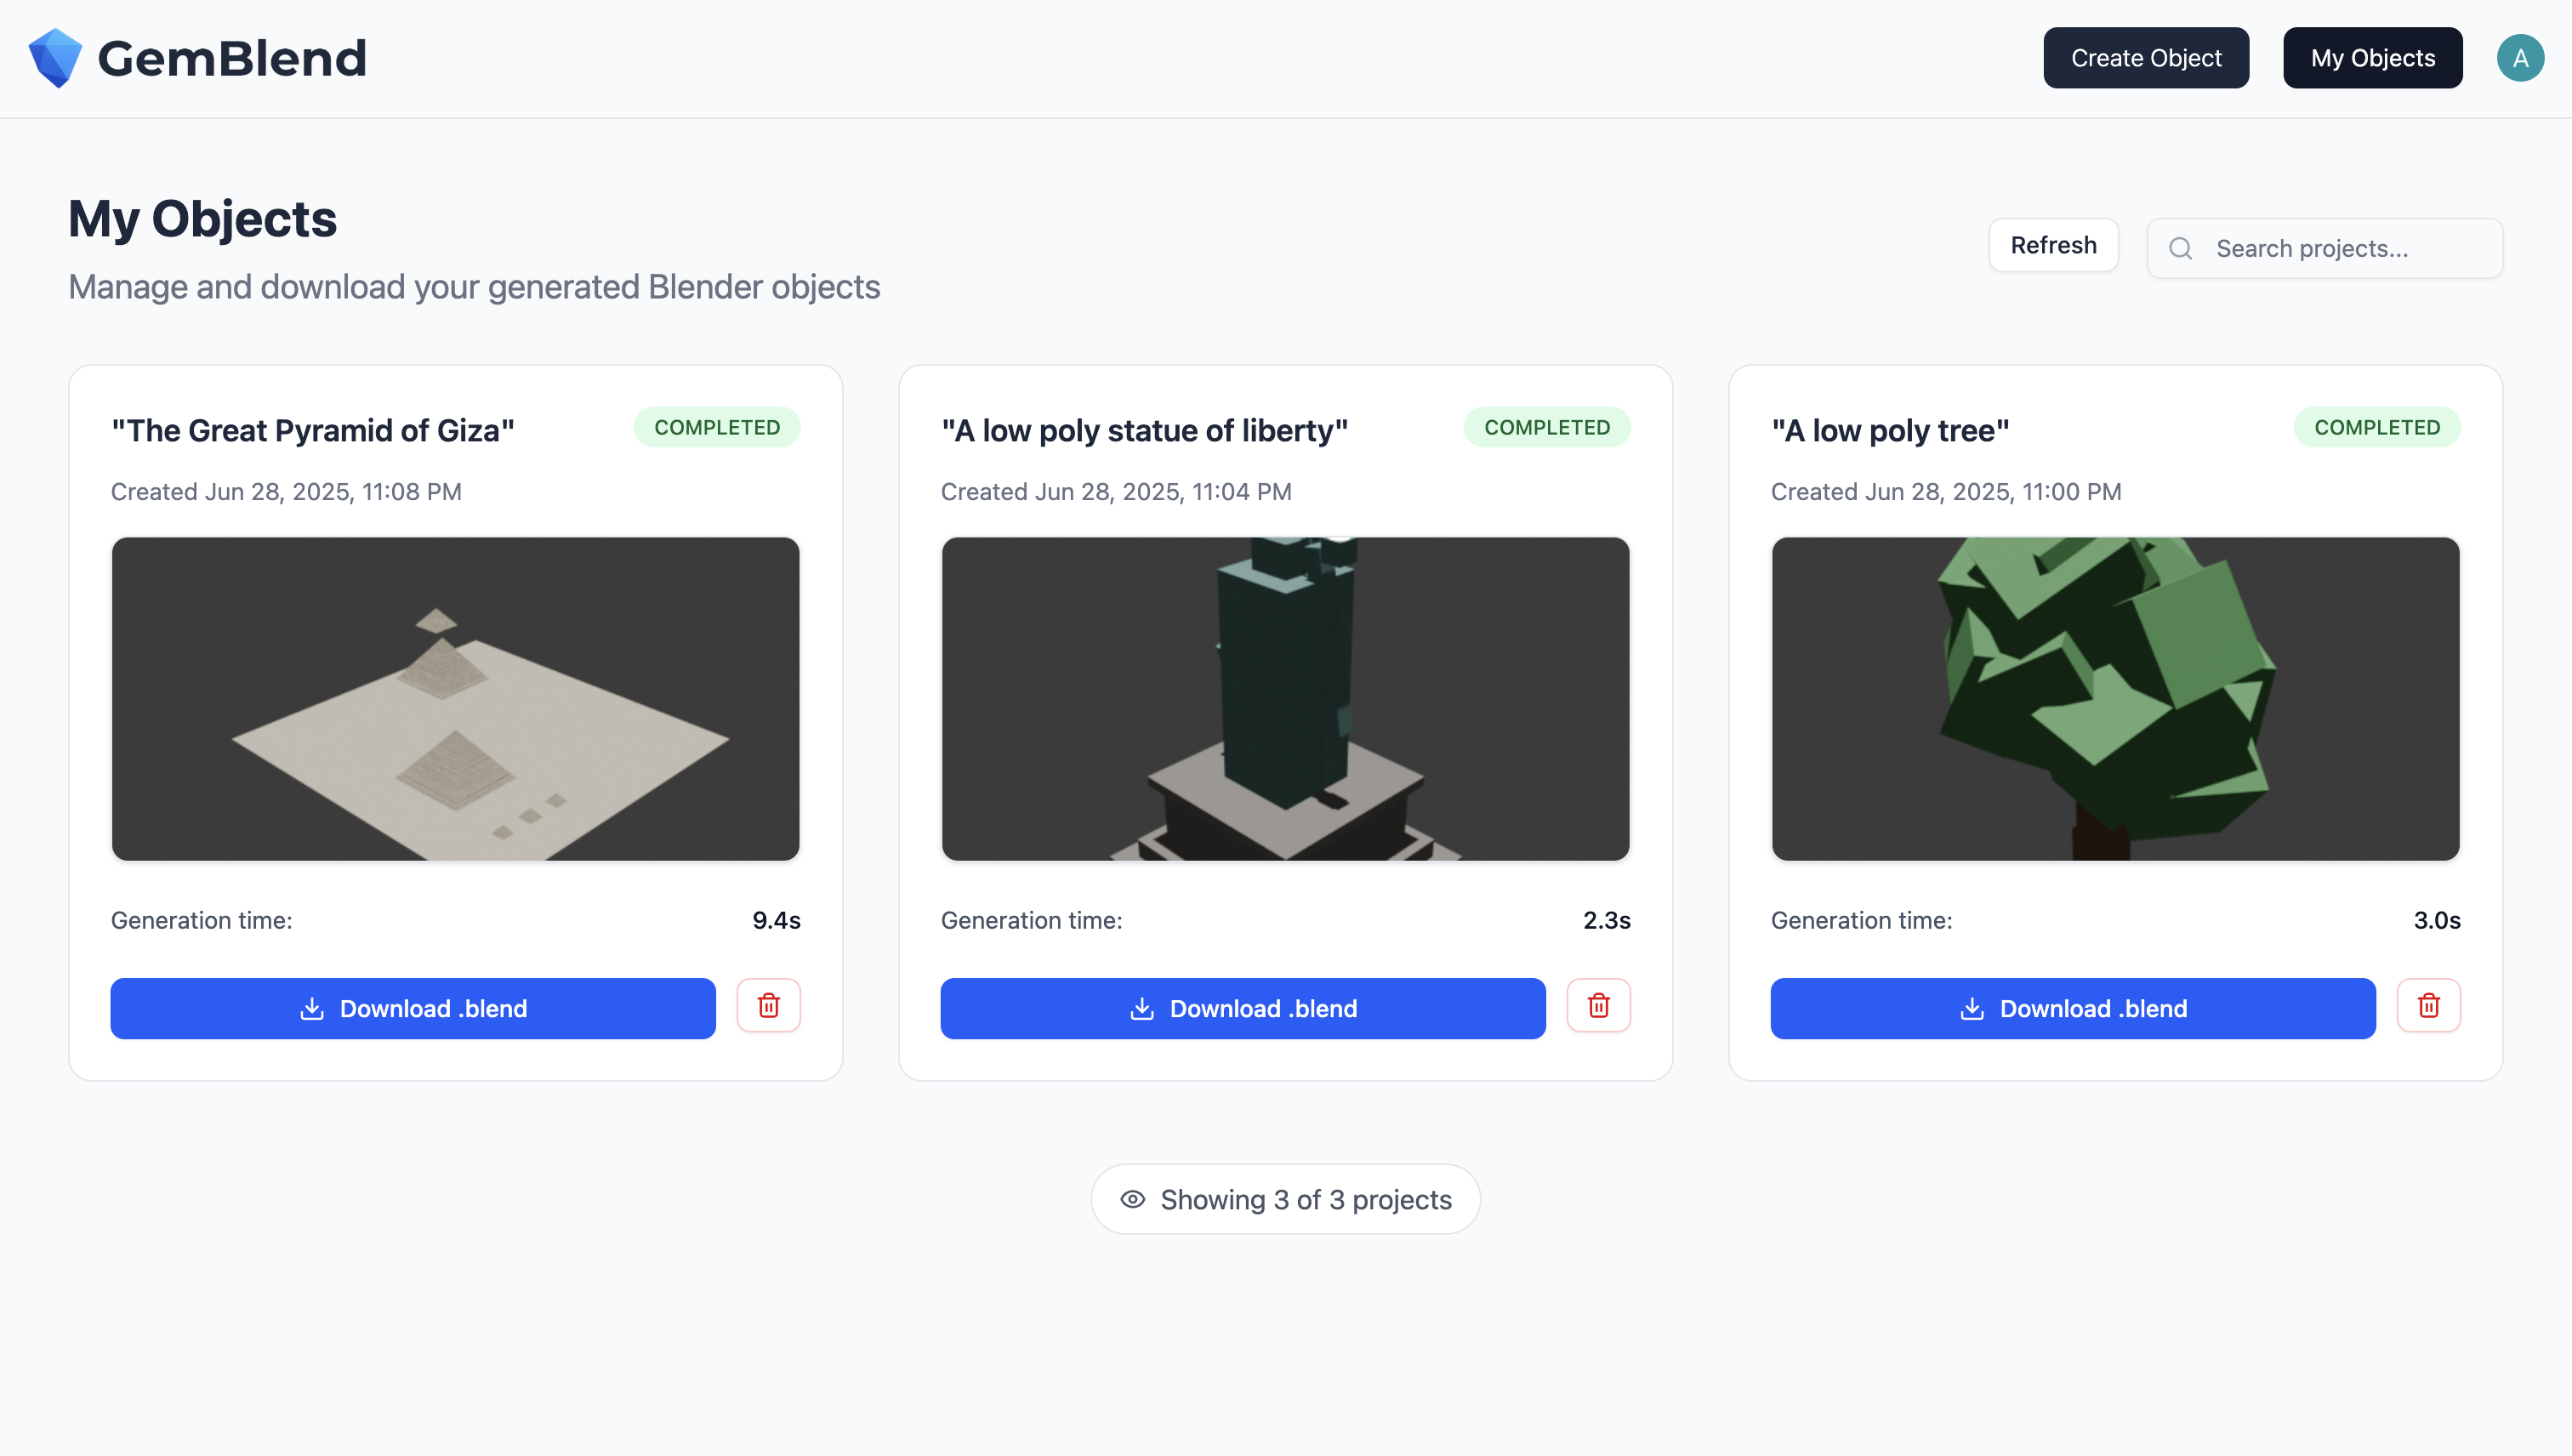 GemBlend
Create Object
My Objects
A
My Objects
Manage and download your generated Blender objects
Refresh
Search projects...
"The Great Pyramid of Giza"
COMPLETED
Created Jun 28, 2025, 11:08 PM
Generation time:
9.4s
Download .blend
"A low poly statue of liberty"
COMPLETED
Created Jun 28, 2025, 11:04 PM
Generation time:
2.3s
Download .blend
"A low poly tree"
COMPLETED
Created Jun 28, 2025, 11:00 PM
Generation time:
3.0s
Download .blend
Showing 3 of 3 projects